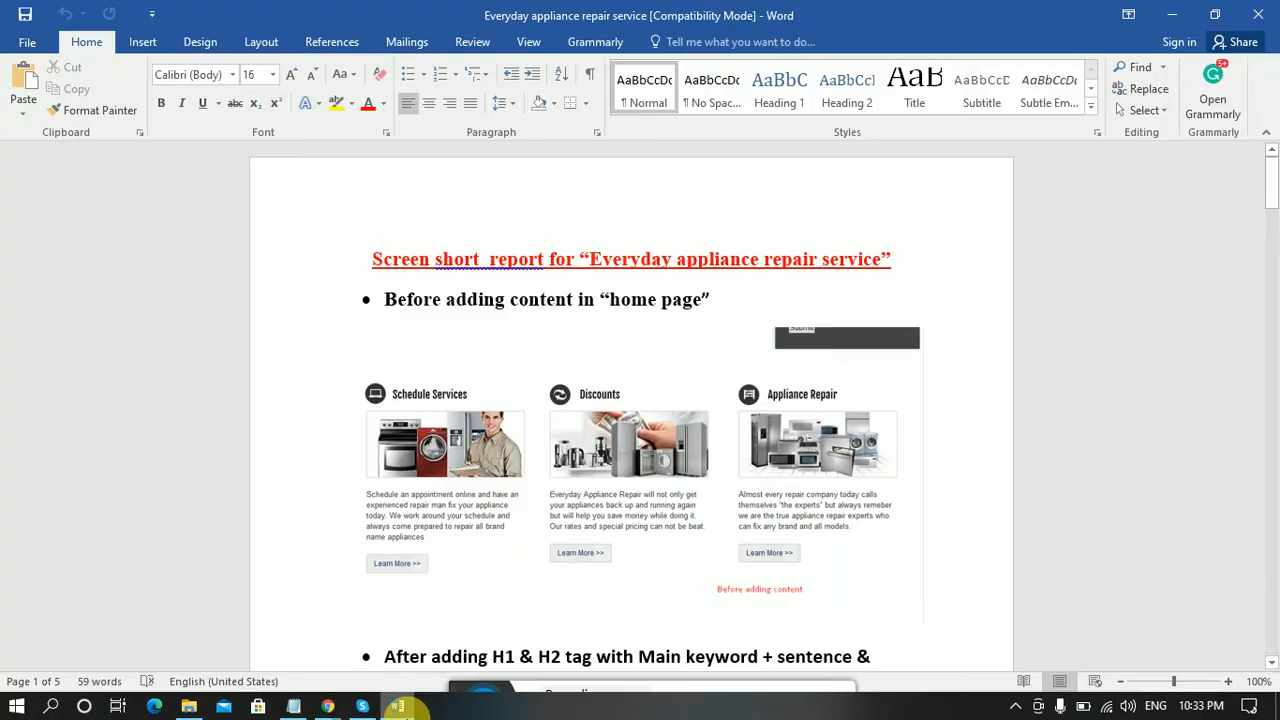 Everyday appliance repair service - Word
Sign in
Share
File
Home
Insert
Design
Layout
References
Mailings
Review
View
Grammarly
Tell me what you want to do...
Paste
Cut
Copy
Format Painter
Clipboard
Calibri (Body)
16
Font
Paragraph
AaBbCcDc
¶ Normal
AaBbCcDc
¶ No Spac...
AaBbC
Heading 1
AaBbCcI
Heading 2
AaB
Title
AaBbCcD
Subtitle
AaBbCcDc
Subtle Em...
Styles
Find
Replace
Select
Editing
Open
Grammarly
Grammarly
Screen short report for “Everyday appliance repair service”
• Before adding content in “home page”
Submit
Schedule Services
Schedule an appointment online and have an
experienced repair man fix your appliance
today. We work around your schedule and
always come prepared to repair all brand
name appliances
Learn More >>
Discounts
Everyday Appliance Repair will not only get
your appliances back up and running again
but will help you save money while doing it.
Our rates and special pricing can not be beat.
Learn More >>
Appliance Repair
Almost every repair company today calls
themselves “the experts” but always remeber
we are the true appliance repair experts who
can fix any brand and all models.
Learn More >>
Before adding content
• After adding H1 & H2 tag with Main keyword + sentence &
Page 1 of 5
59 words
English (United States)
100%
ENG
10:33 PM